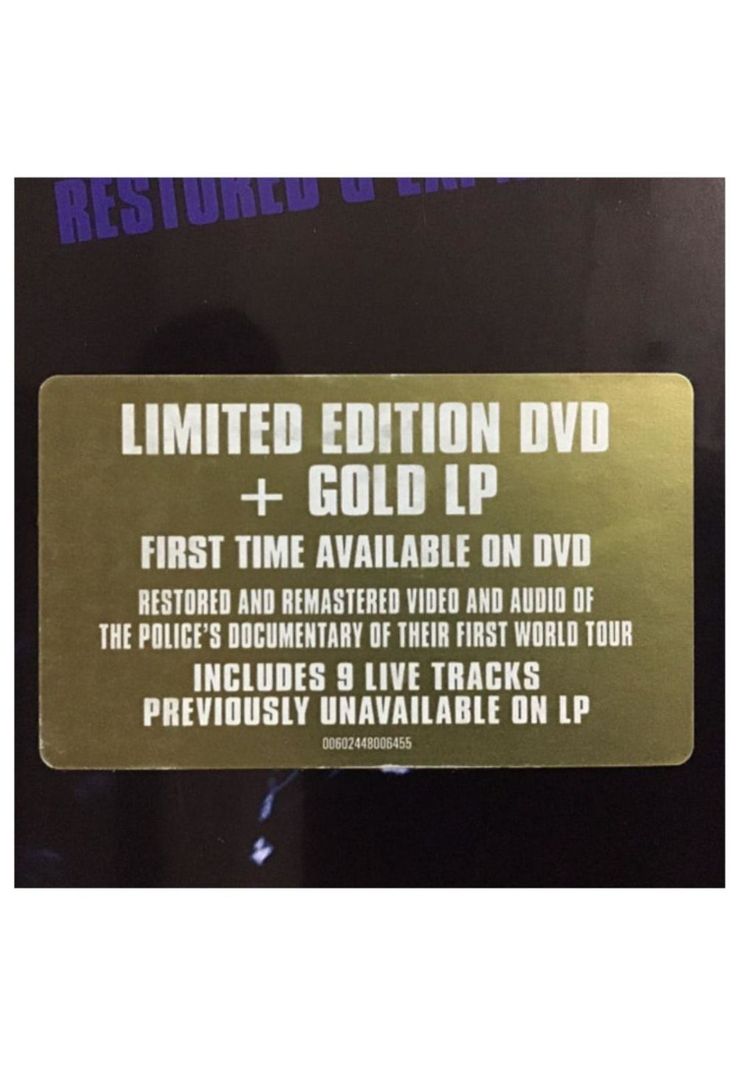 RESTORED &
LIMITED EDITION DVD
+ GOLD LP
FIRST TIME AVAILABLE ON DVD
RESTORED AND REMASTERED VIDEO AND AUDIO OF
THE POLICE'S DOCUMENTARY OF THEIR FIRST WORLD TOUR
INCLUDES 9 LIVE TRACKS
PREVIOUSLY UNAVAILABLE ON LP
00602448006455